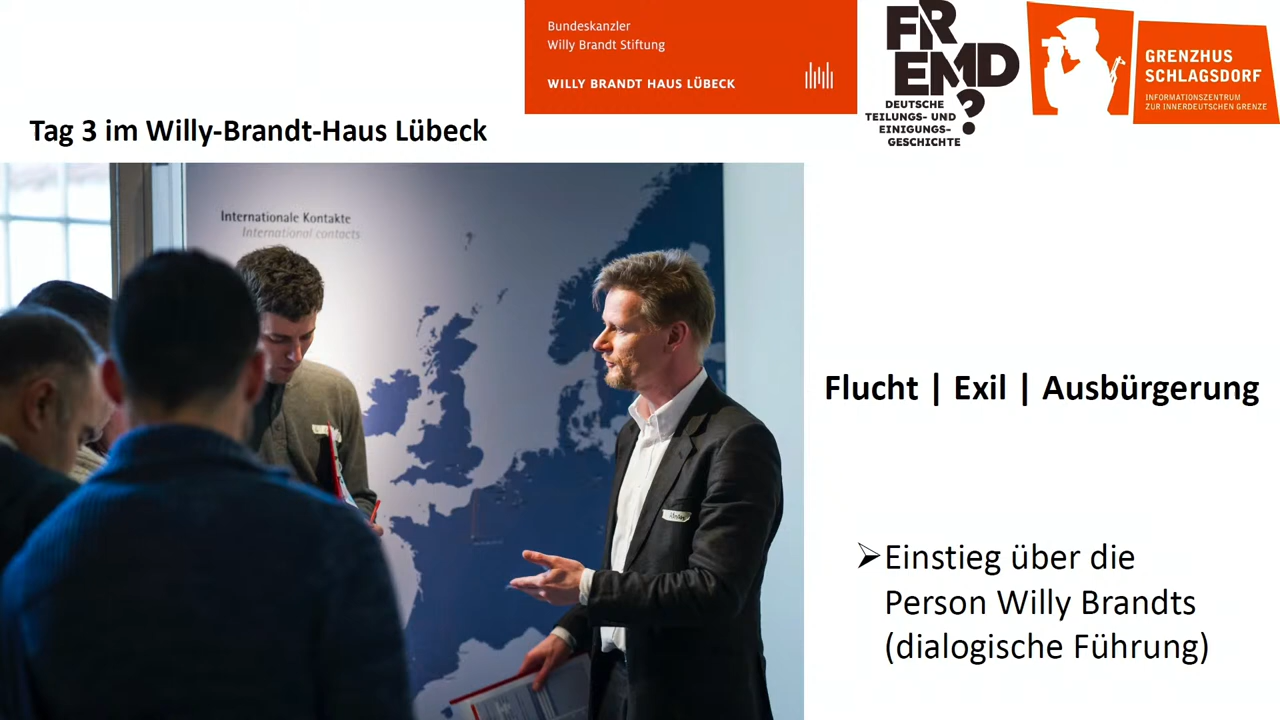 Bundeskanzler
Willy Brandt Stiftung
WILLY BRANDT HAUS LÜBECK
FREMD?
DEUTSCHE
TEILUNGS- UND
EINIGUNGS-
GESCHICHTE
GRENZHUS
SCHLAGSDORF
INFORMATIONSZENTRUM
ZUR INNERDEUTSCHEN GRENZE
Tag 3 im Willy-Brandt-Haus Lübeck
Internationale Kontakte
International contacts
Flucht | Exil | Ausbürgerung
➢Einstieg über die
Person Willy Brandts
(dialogische Führung)